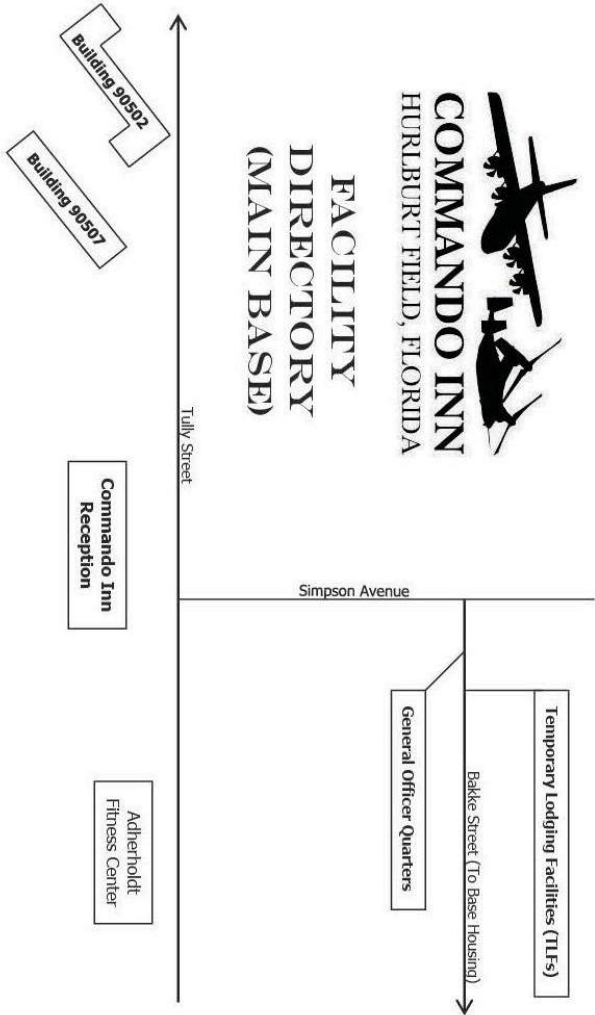 COMMANDO INN
HURLBURT FIELD, FLORIDA
FACILITY
DIRECTORY
(MAIN BASE)
Temporary Lodging Facilities (TLFs)
Bakke Street (To Base Housing)
General Officer Quarters
Simpson Avenue
Tully Street
Building 90502
Building 90507
Commando Inn
Reception
Adherholdt
Fitness Center